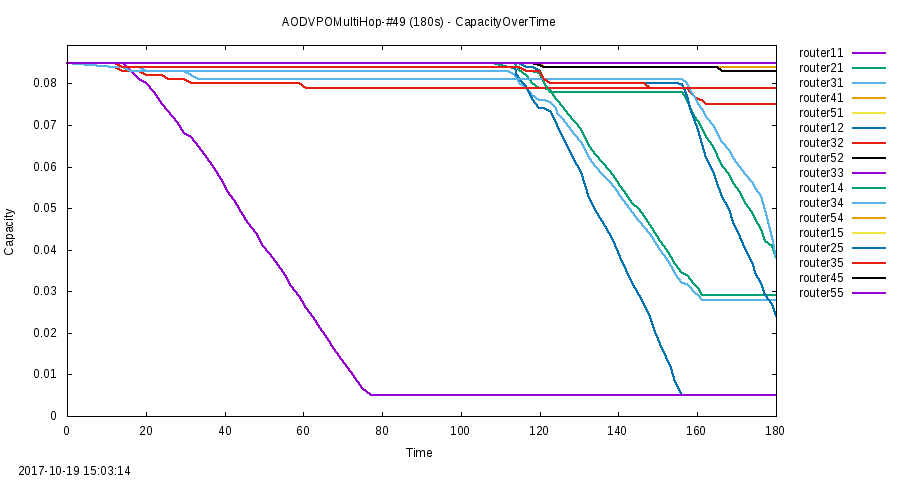 AODVPOMultiHop-#49 (180s) - CapacityOverTime
router11
router21
router31
router41
router51
router12
router32
router52
router33
router14
router34
router54
router15
router25
router35
router45
router55
Capacity
0.08
0.07
0.06
0.05
0.04
0.03
0.02
0.01
0
0 20 40 60 80 100 120 140 160 180
Time
2017-10-19 15:03:14